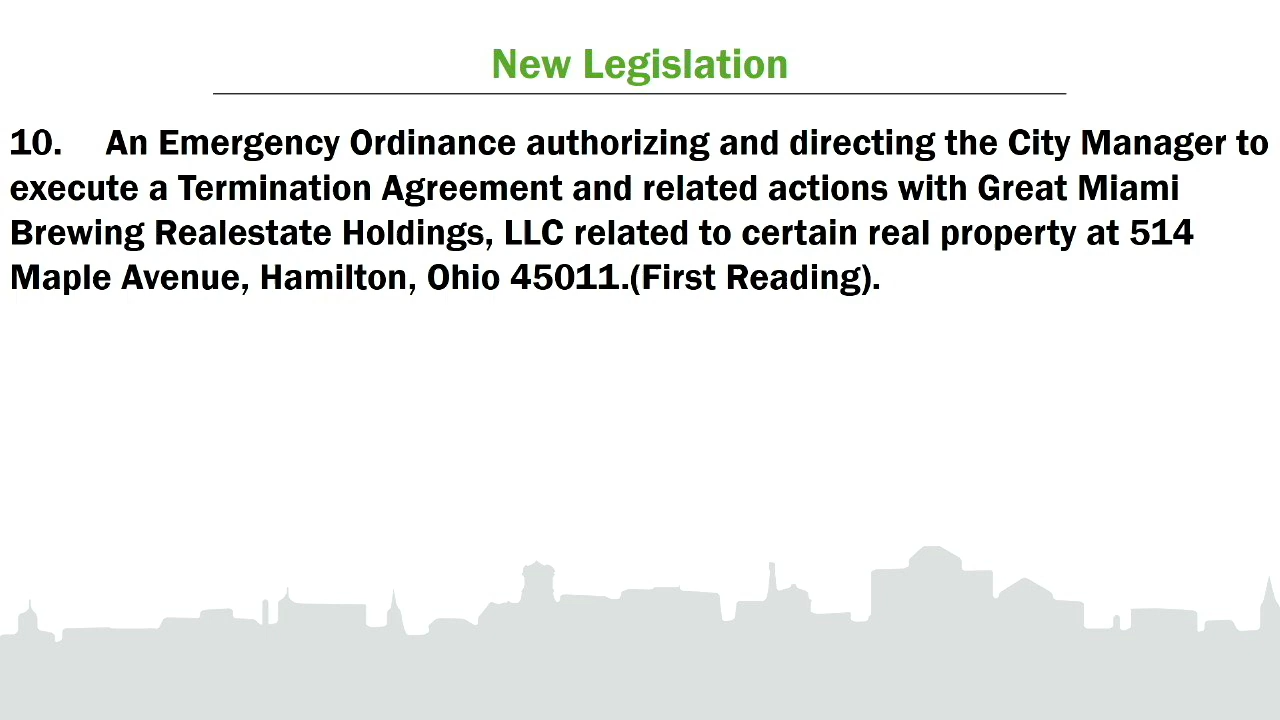 New Legislation
10. An Emergency Ordinance authorizing and directing the City Manager to
execute a Termination Agreement and related actions with Great Miami
Brewing Realestate Holdings, LLC related to certain real property at 514
Maple Avenue, Hamilton, Ohio 45011.(First Reading).